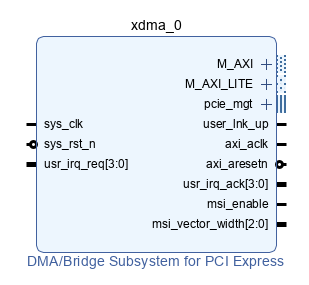 xdma_0
M_AXI
M_AXI_LITE
pcie_mgt
sys_clk user_lnk_up
sys_rst_n axi_aclk
usr_irq_req[3:0] axi_aresetn
usr_irq_ack[3:0]
msi_enable
msi_vector_width[2:0]
DMA/Bridge Subsystem for PCI Express